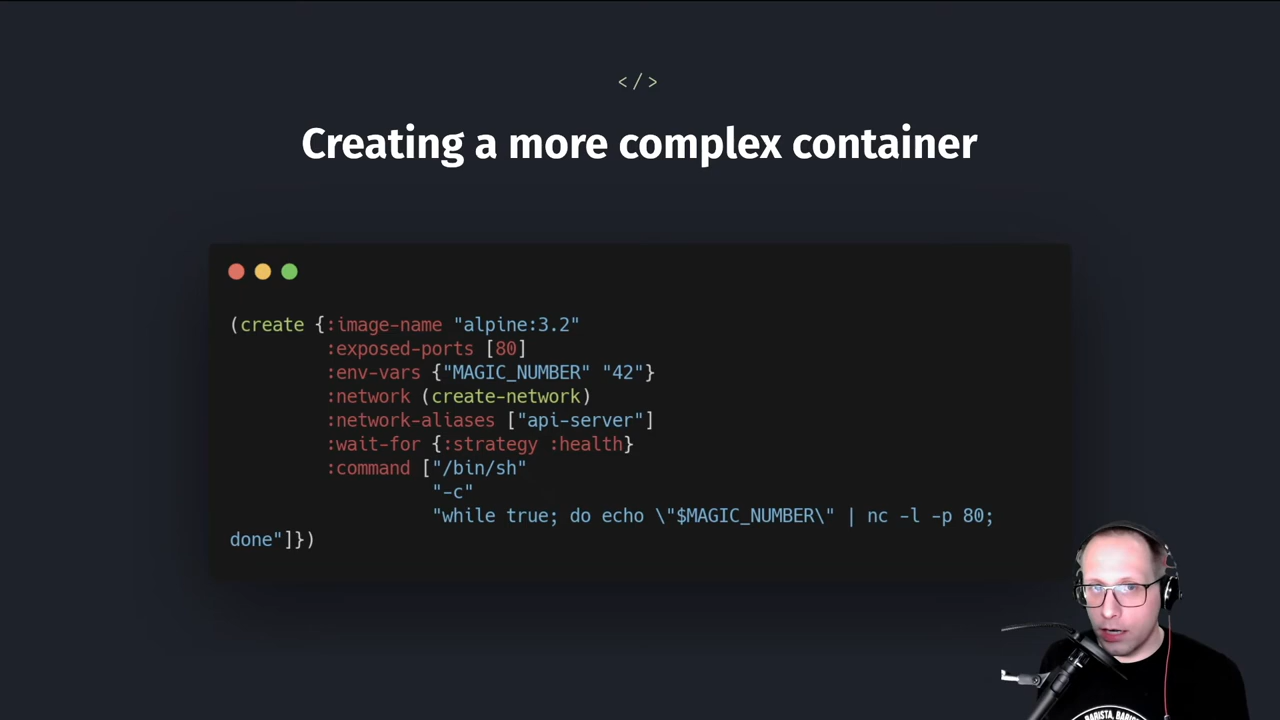 </>
Creating a more complex container
(create {:image-name "alpine:3.2"
:exposed-ports [80]
:env-vars {"MAGIC_NUMBER" "42"}
:network (create-network)
:network-aliases ["api-server"]
:wait-for {:strategy :health}
:command ["/bin/sh"
"-c"
"while true; do echo \"$MAGIC_NUMBER\" | nc -l -p 80;
done"]})
BARISTA,